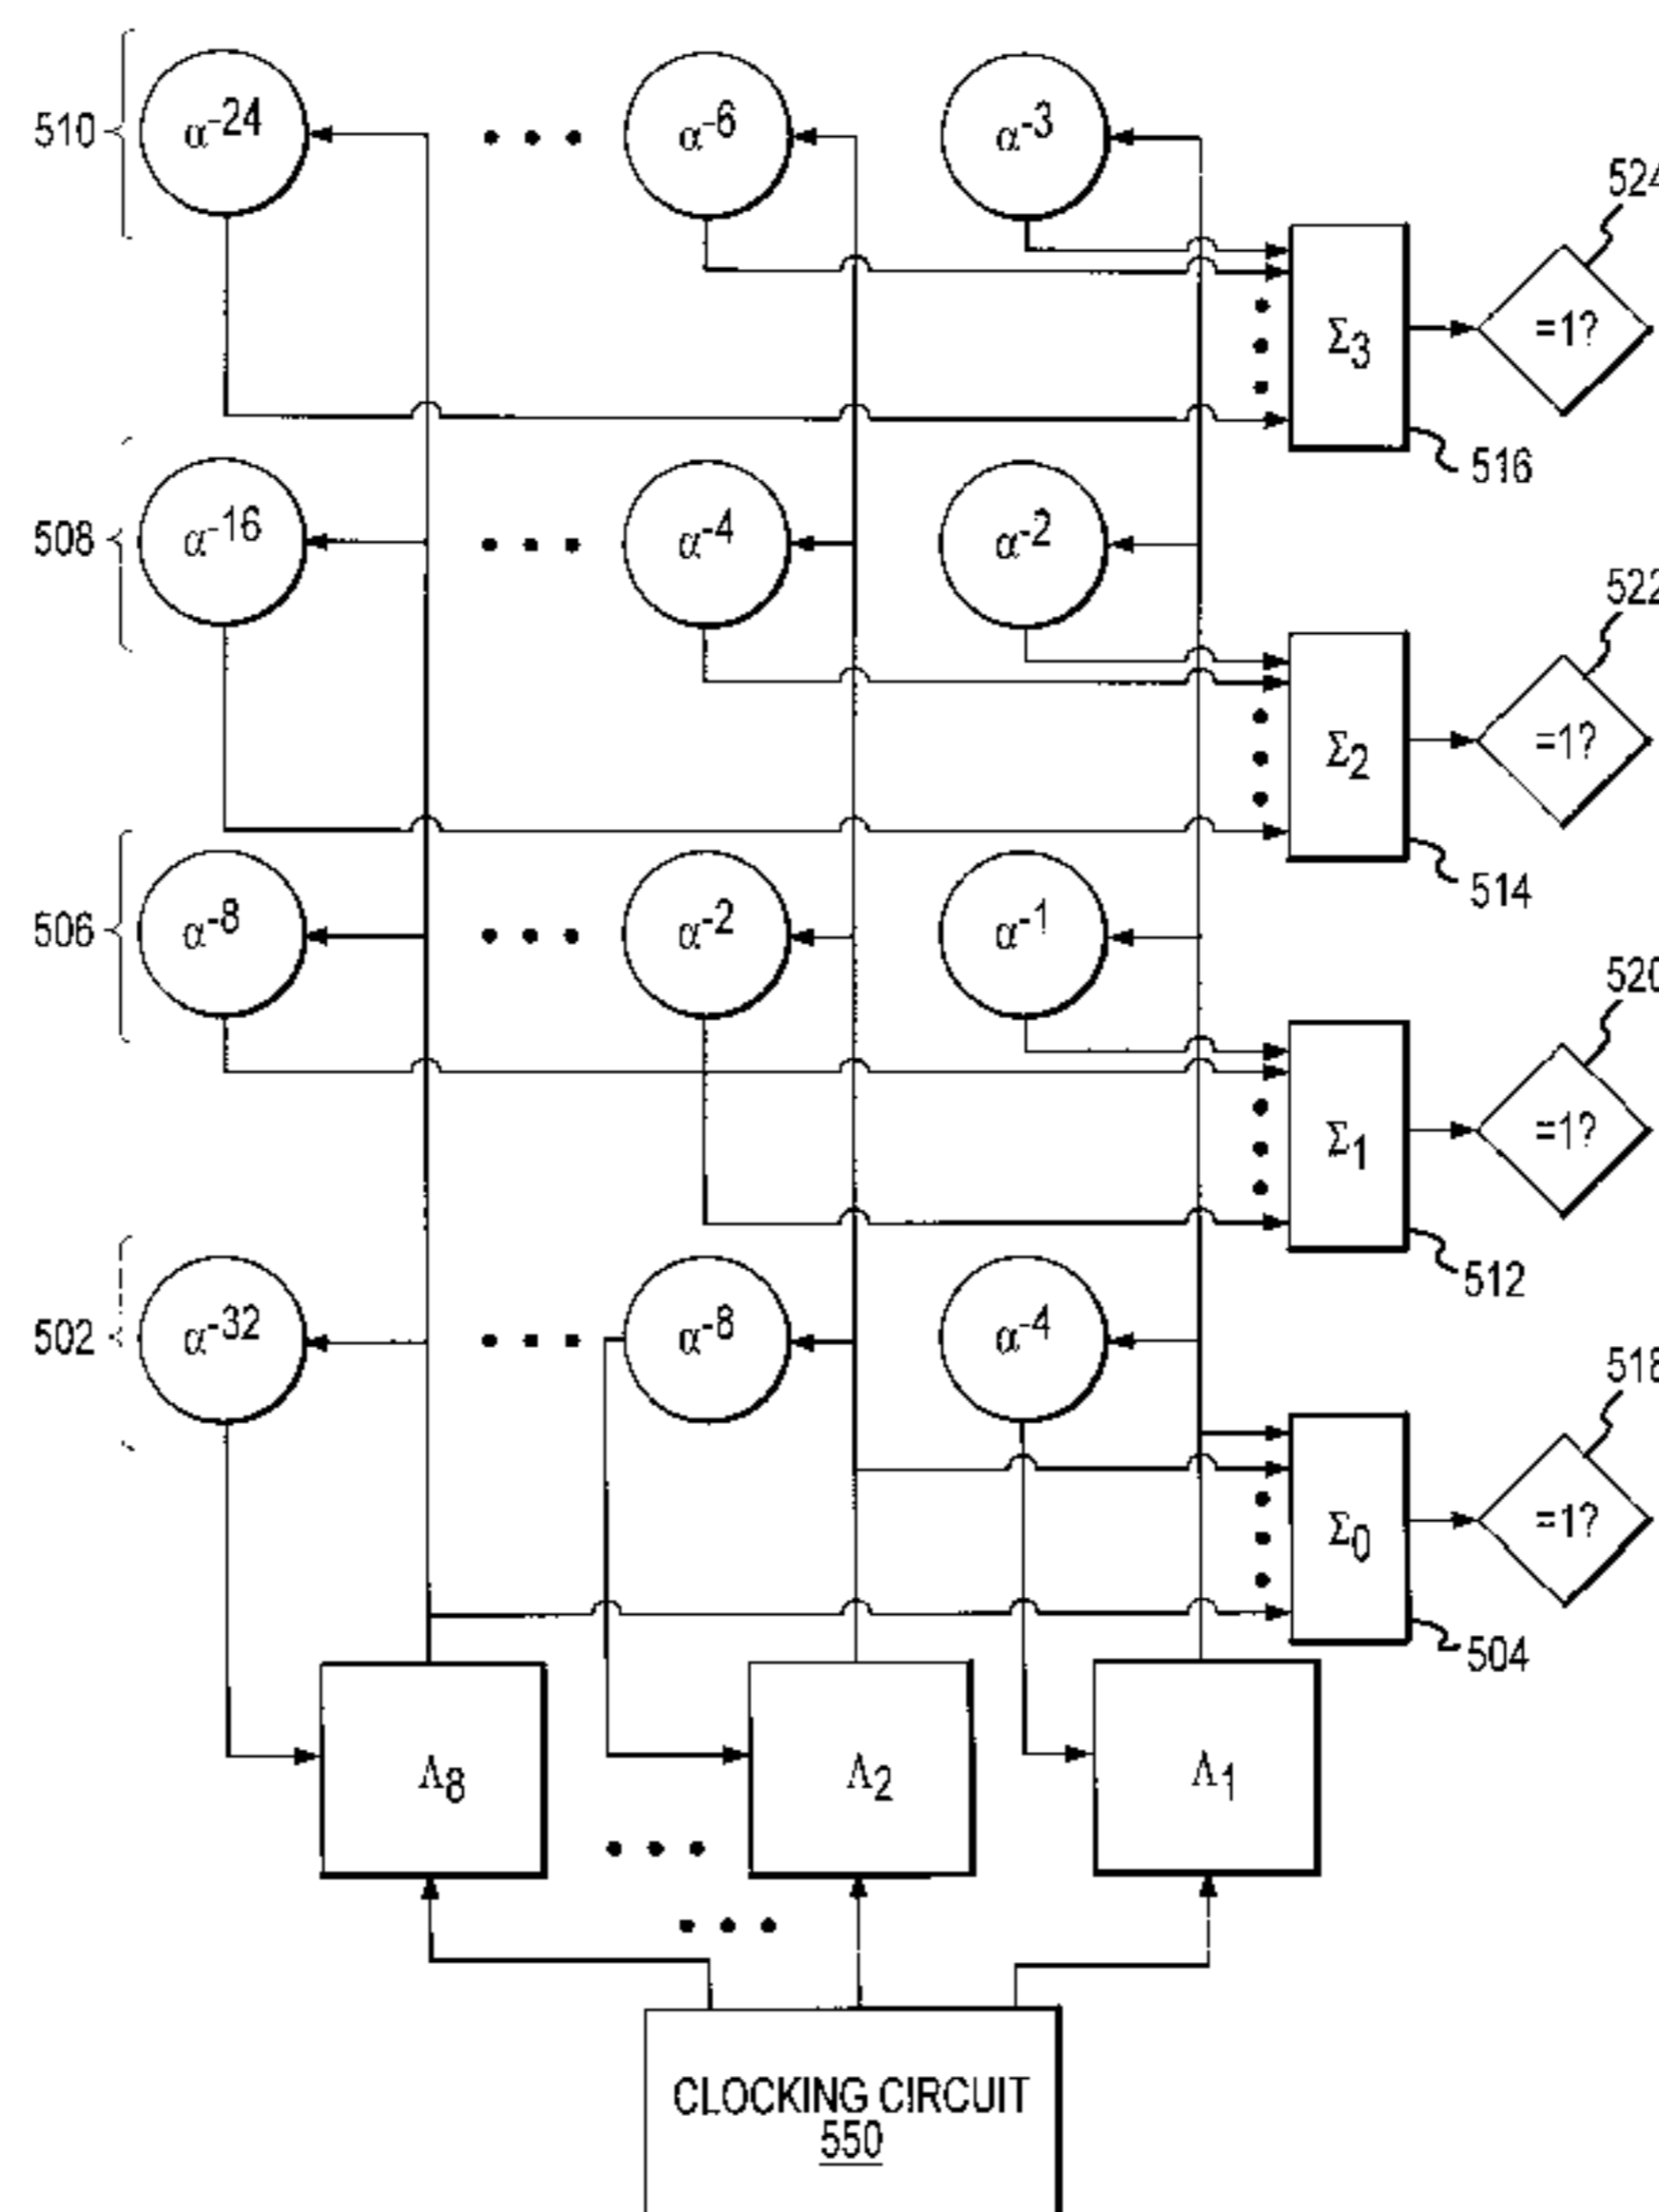 510 α-24 α-6 α-3
524
Σ3 =1?
516
508 α-16 α-4 α-2
522
Σ2 =1?
514
506 α-8 α-2 α-1
520
Σ1 =1?
512
502 α-32 α-8 α-4
518
Σ0 =1?
504
Λ8 Λ2 Λ1
CLOCKING CIRCUIT
550